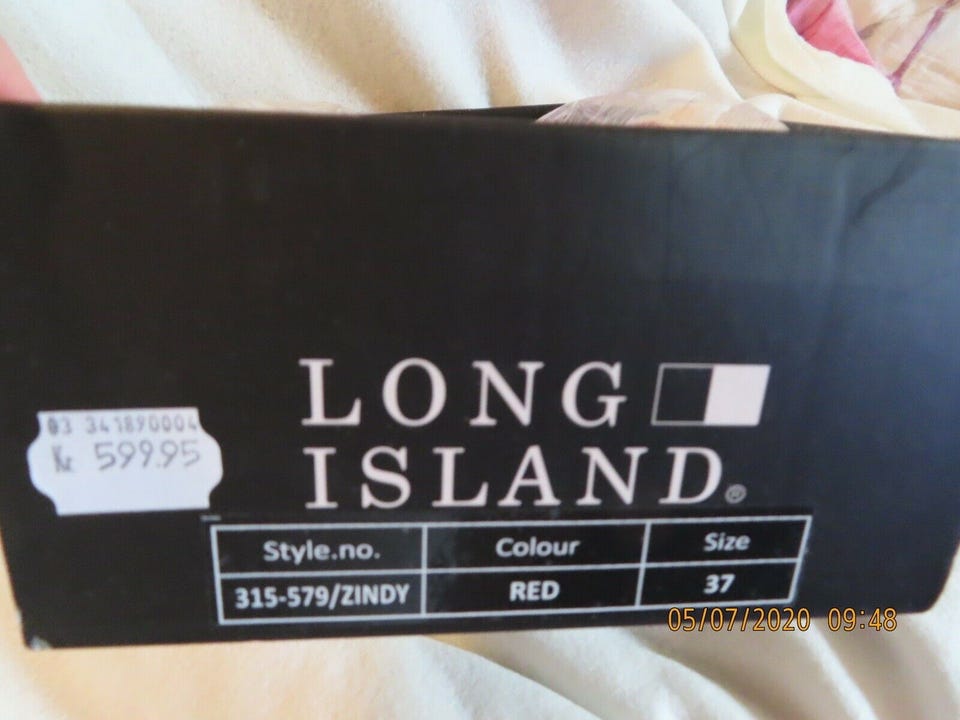 LONG
ISLAND®
03 341890004
Kr 599.95
Style.no. Colour Size
315-579/ZINDY RED 37
05/07/2020 09:48